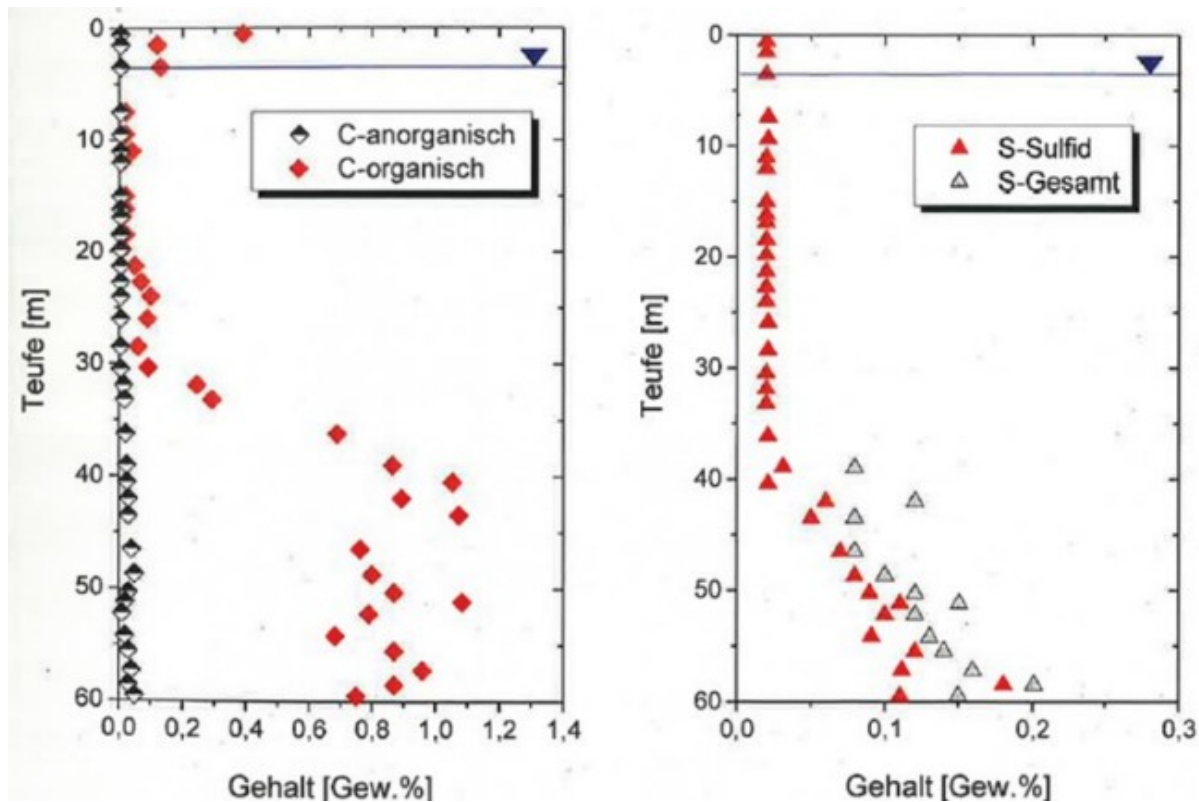 0
10
20
30
40
50
60
Teufe [m]
C-anorganisch
C-organisch
0,0 0,2 0,4 0,6 0,8 1,0 1,2 1,4
Gehalt [Gew.%]
0
10
20
30
40
50
60
Teufe [m]
S-Sulfid
S-Gesamt
0,0 0,1 0,2 0,3
Gehalt [Gew.%]